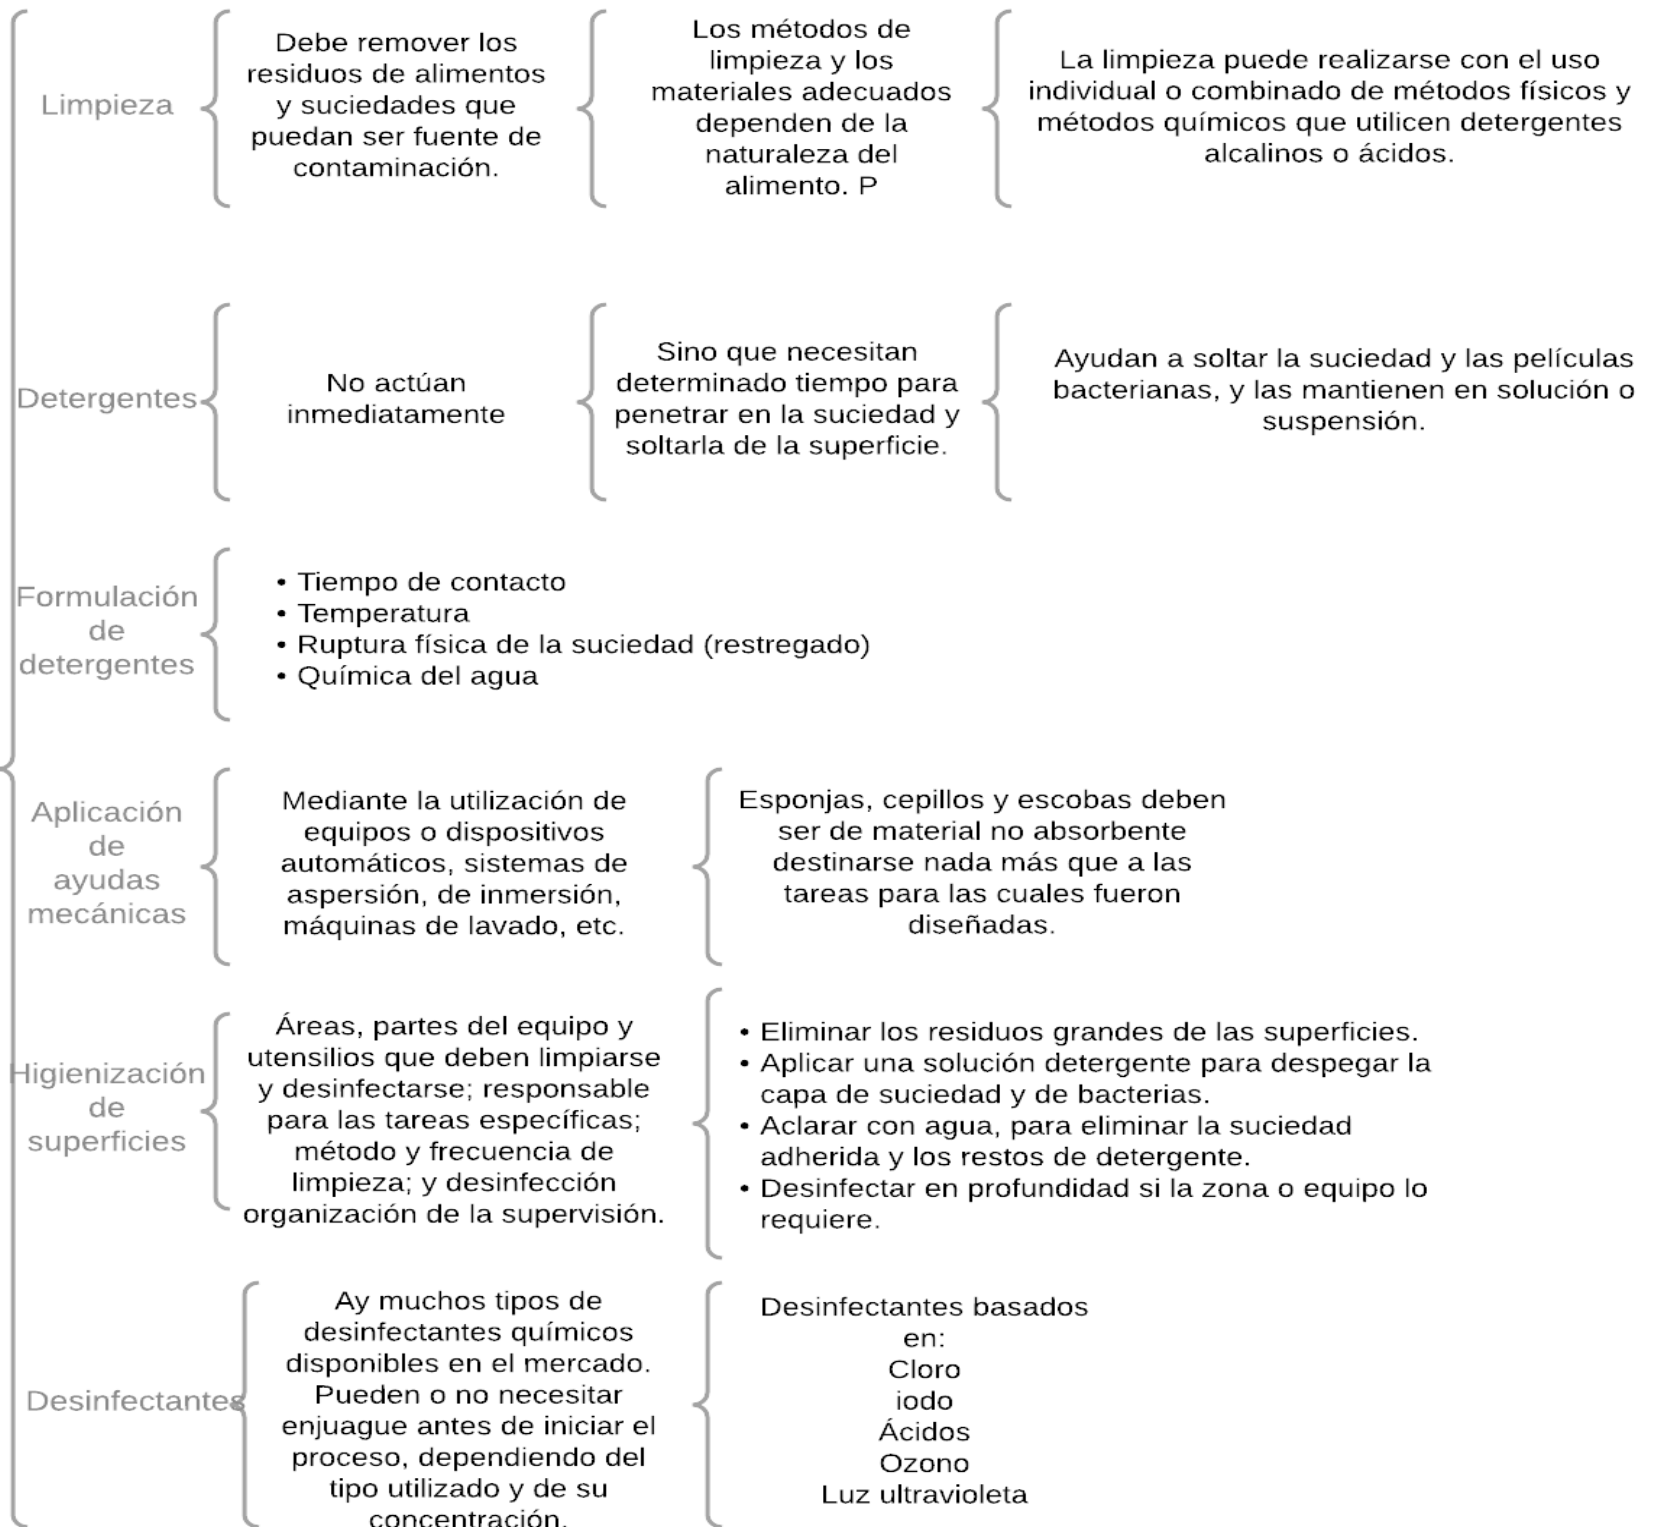 Limpieza
Debe remover los
residuos de alimentos
y suciedades que
puedan ser fuente de
contaminación.
Los métodos de
limpieza y los
materiales adecuados
dependen de la
naturaleza del
alimento. P
La limpieza puede realizarse con el uso
individual o combinado de métodos físicos y
métodos químicos que utilicen detergentes
alcalinos o ácidos.
Detergentes
No actúan
inmediatamente
Sino que necesitan
determinado tiempo para
penetrar en la suciedad y
soltarla de la superficie.
Ayudan a soltar la suciedad y las películas
bacterianas, y las mantienen en solución o
suspensión.
Formulación
de
detergentes
• Tiempo de contacto
• Temperatura
• Ruptura física de la suciedad (restregado)
• Química del agua
Aplicación
de
ayudas
mecánicas
Mediante la utilización de
equipos o dispositivos
automáticos, sistemas de
aspersión, de inmersión,
máquinas de lavado, etc.
Esponjas, cepillos y escobas deben
ser de material no absorbente
destinarse nada más que a las
tareas para las cuales fueron
diseñadas.
Higienización
de
superficies
Áreas, partes del equipo y
utensilios que deben limpiarse
y desinfectarse; responsable
para las tareas específicas;
método y frecuencia de
limpieza; y desinfección
organización de la supervisión.
• Eliminar los residuos grandes de las superficies.
• Aplicar una solución detergente para despegar la
capa de suciedad y de bacterias.
• Aclarar con agua, para eliminar la suciedad
adherida y los restos de detergente.
• Desinfectar en profundidad si la zona o equipo lo
requiere.
Desinfectantes
Ay muchos tipos de
desinfectantes químicos
disponibles en el mercado.
Pueden o no necesitar
enjuague antes de iniciar el
proceso, dependiendo del
tipo utilizado y de su
concentración.
Desinfectantes basados
en:
Cloro
iodo
Ácidos
Ozono
Luz ultravioleta